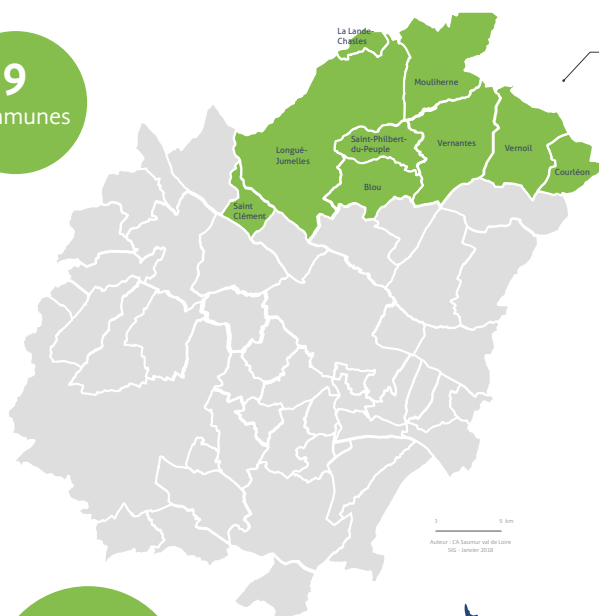 9
mmunes
La Lande-
Chasles
Mouliherne
Longué-
Jumelles
Saint-Philbert-
du-Peuple
Vernantes
Vernoil
Courléon
Blou
Saint
Clément
5 km
Auteur : CA Saumur val de Loire
SIG - Janvier 2018